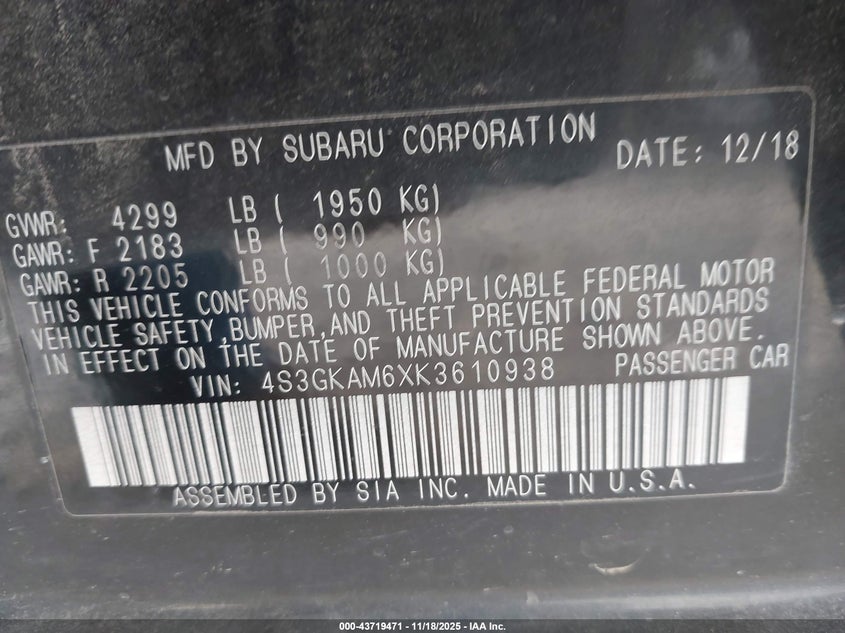 MFD BY SUBARU CORPORATION DATE: 12/18
GVWR: 4299 LB ( 1950 KG)
GAWR: F 2183 LB ( 990 KG)
GAWR: R 2205 LB ( 1000 KG)
THIS VEHICLE CONFORMS TO ALL APPLICABLE FEDERAL MOTOR
VEHICLE SAFETY,BUMPER,AND THEFT PREVENTION STANDARDS
IN EFFECT ON THE DATE OF MANUFACTURE SHOWN ABOVE.
VIN: 4S3GKAM6XK3610938 PASSENGER CAR
ASSEMBLED BY SIA INC. MADE IN U.S.A.
000-43719471 - 11/18/2025 - IAA Inc.